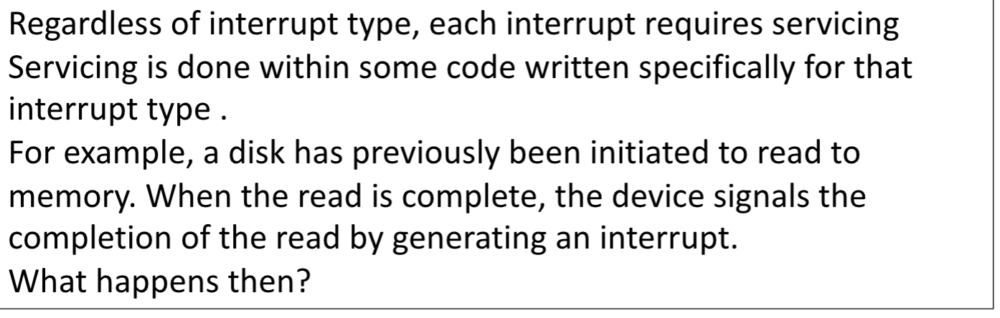 Regardless of interrupt type, each interrupt requires servicing
Servicing is done within some code written specifically for that
interrupt type .
For example, a disk has previously been initiated to read to
memory. When the read is complete, the device signals the
completion of the read by generating an interrupt.
What happens then?